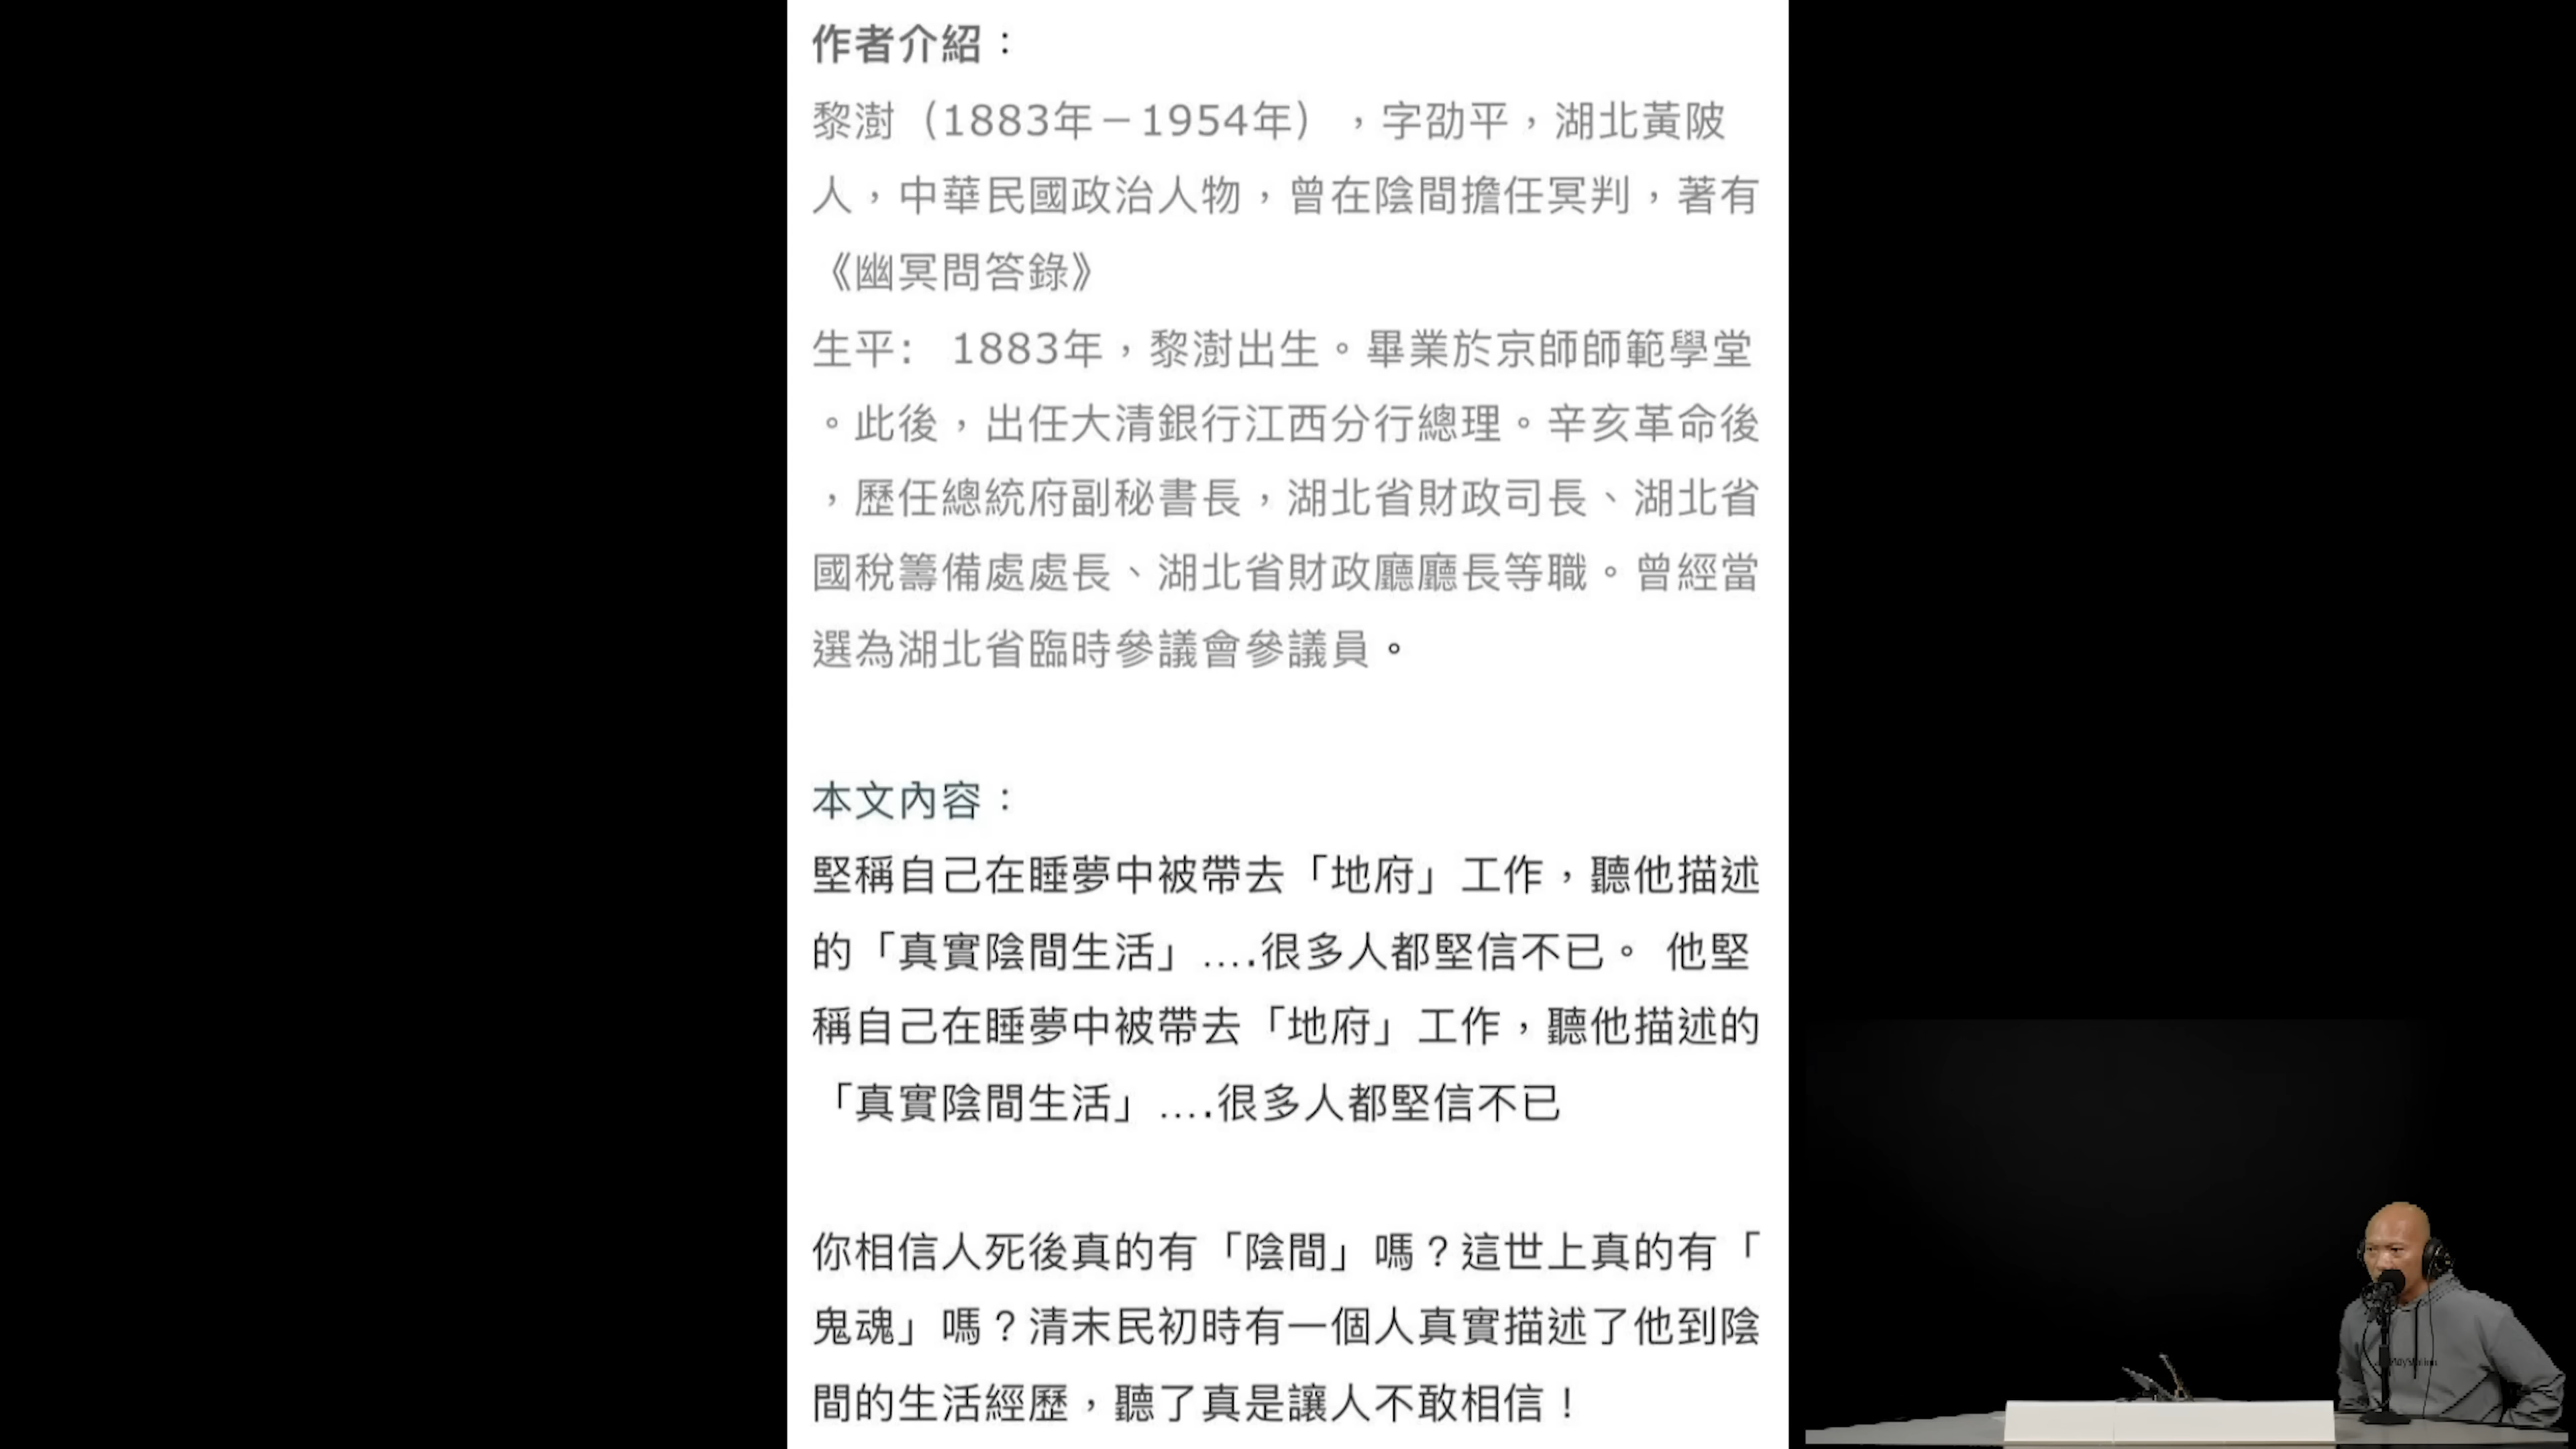 作者介紹：
黎澍（1883年－1954年），字劭平，湖北黃陂
人，中華民國政治人物，曾在陰間擔任冥判，著有
《幽冥問答錄》
生平: 1883年，黎澍出生。畢業於京師師範學堂
。此後，出任大清銀行江西分行總理。辛亥革命後
，歷任總統府副秘書長，湖北省財政司長、湖北省
國稅籌備處處長、湖北省財政廳廳長等職。曾經當
選為湖北省臨時參議會參議員。
本文內容：
堅稱自己在睡夢中被帶去「地府」工作，聽他描述
的「真實陰間生活」….很多人都堅信不已。 他堅
稱自己在睡夢中被帶去「地府」工作，聽他描述的
「真實陰間生活」….很多人都堅信不已
你相信人死後真的有「陰間」嗎？這世上真的有「
鬼魂」嗎？清末民初時有一個人真實描述了他到陰
間的生活經歷，聽了真是讓人不敢相信！